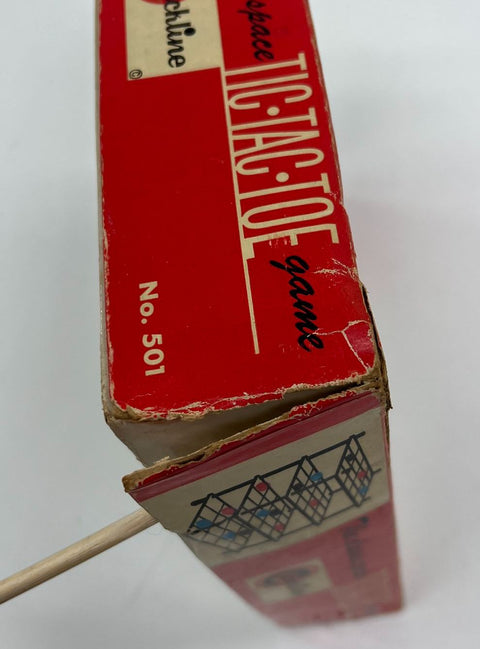 chline
©
space
TIC·TAC·TOE
game
No. 501